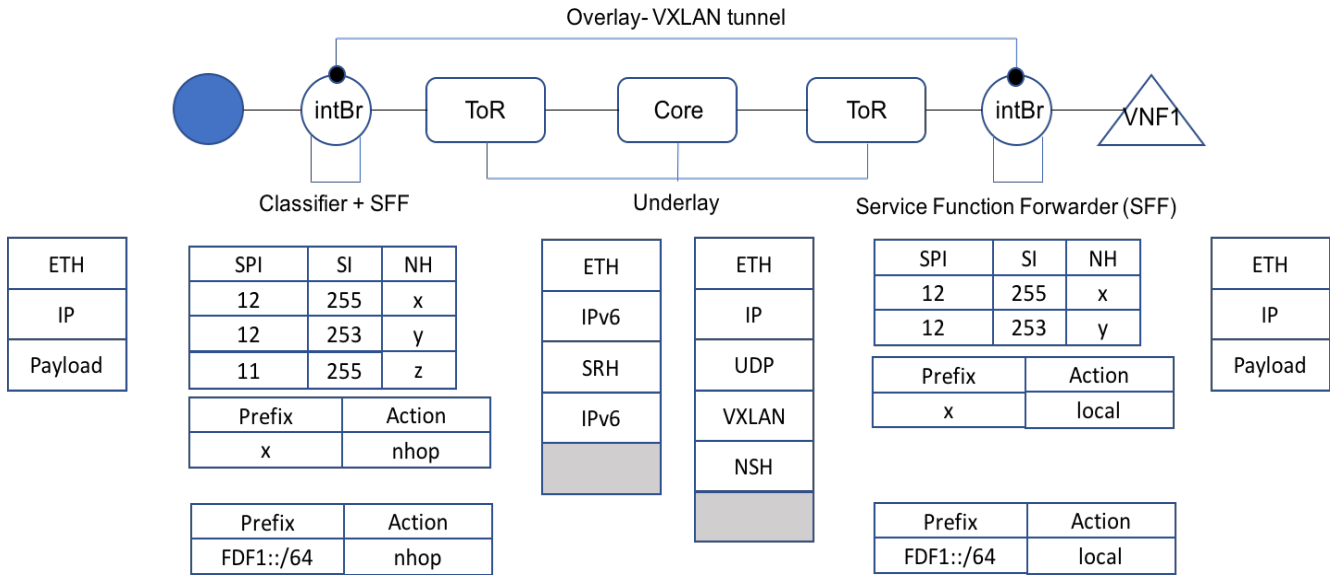 Overlay- VXLAN tunnel
intBr
ToR
Core
ToR
intBr
VNF1
Classifier + SFF
Underlay
Service Function Forwarder (SFF)
ETH
IP
Payload
SPI SI NH
12 255 x
12 253 y
11 255 z
Prefix Action
x nhop
Prefix Action
FDF1::/64 nhop
ETH
IPv6
SRH
IPv6
ETH
IP
UDP
VXLAN
NSH
SPI SI NH
12 255 x
12 253 y
Prefix Action
x local
Prefix Action
FDF1::/64 local
ETH
IP
Payload